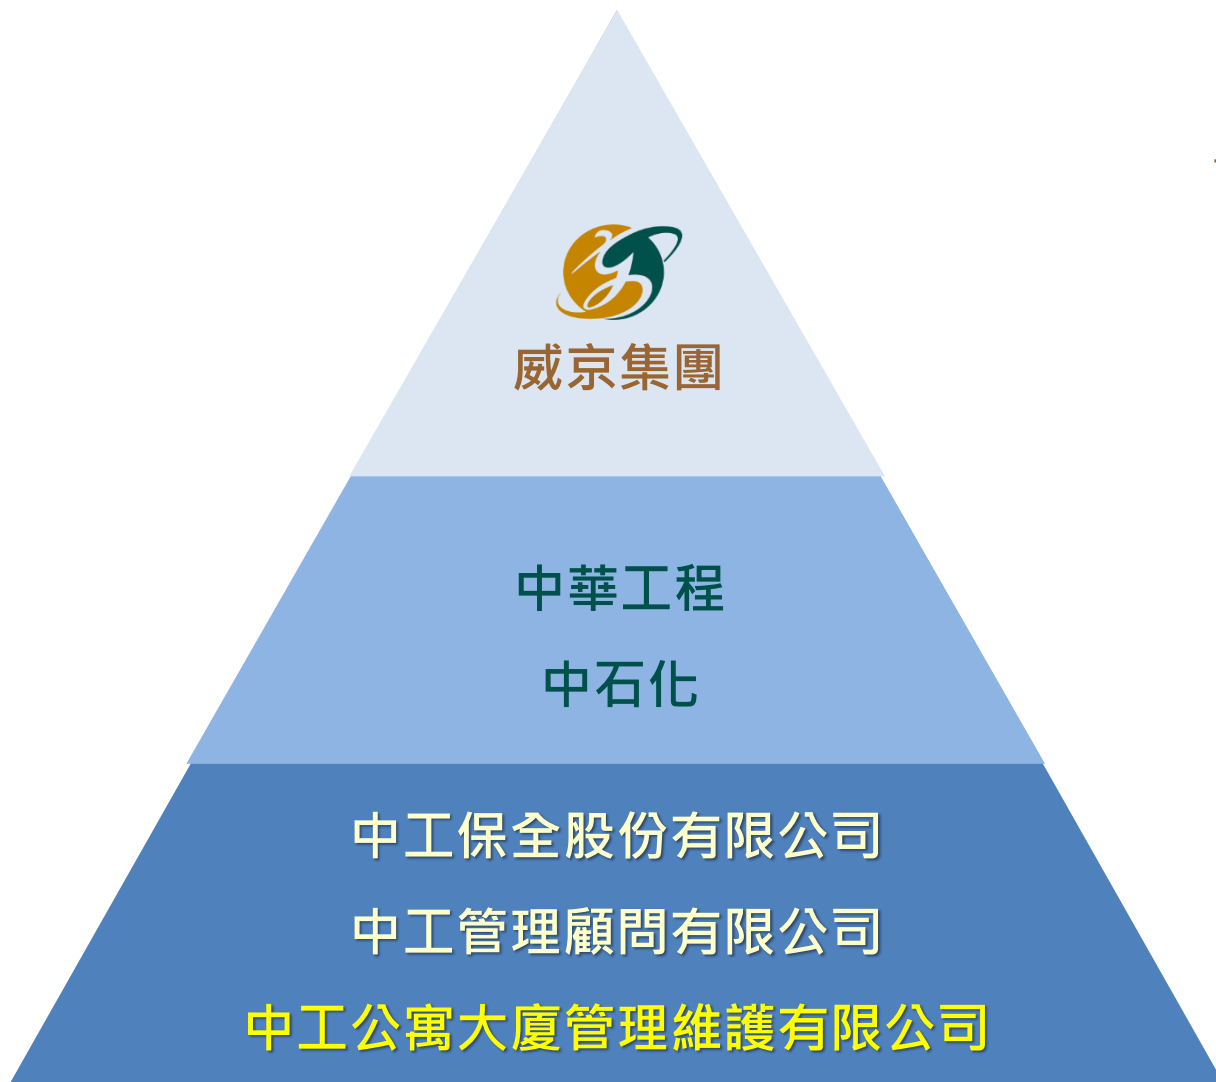 威京集團
中華工程
中石化
中工保全股份有限公司
中工管理顧問有限公司
中工公寓大廈管理維護有限公司